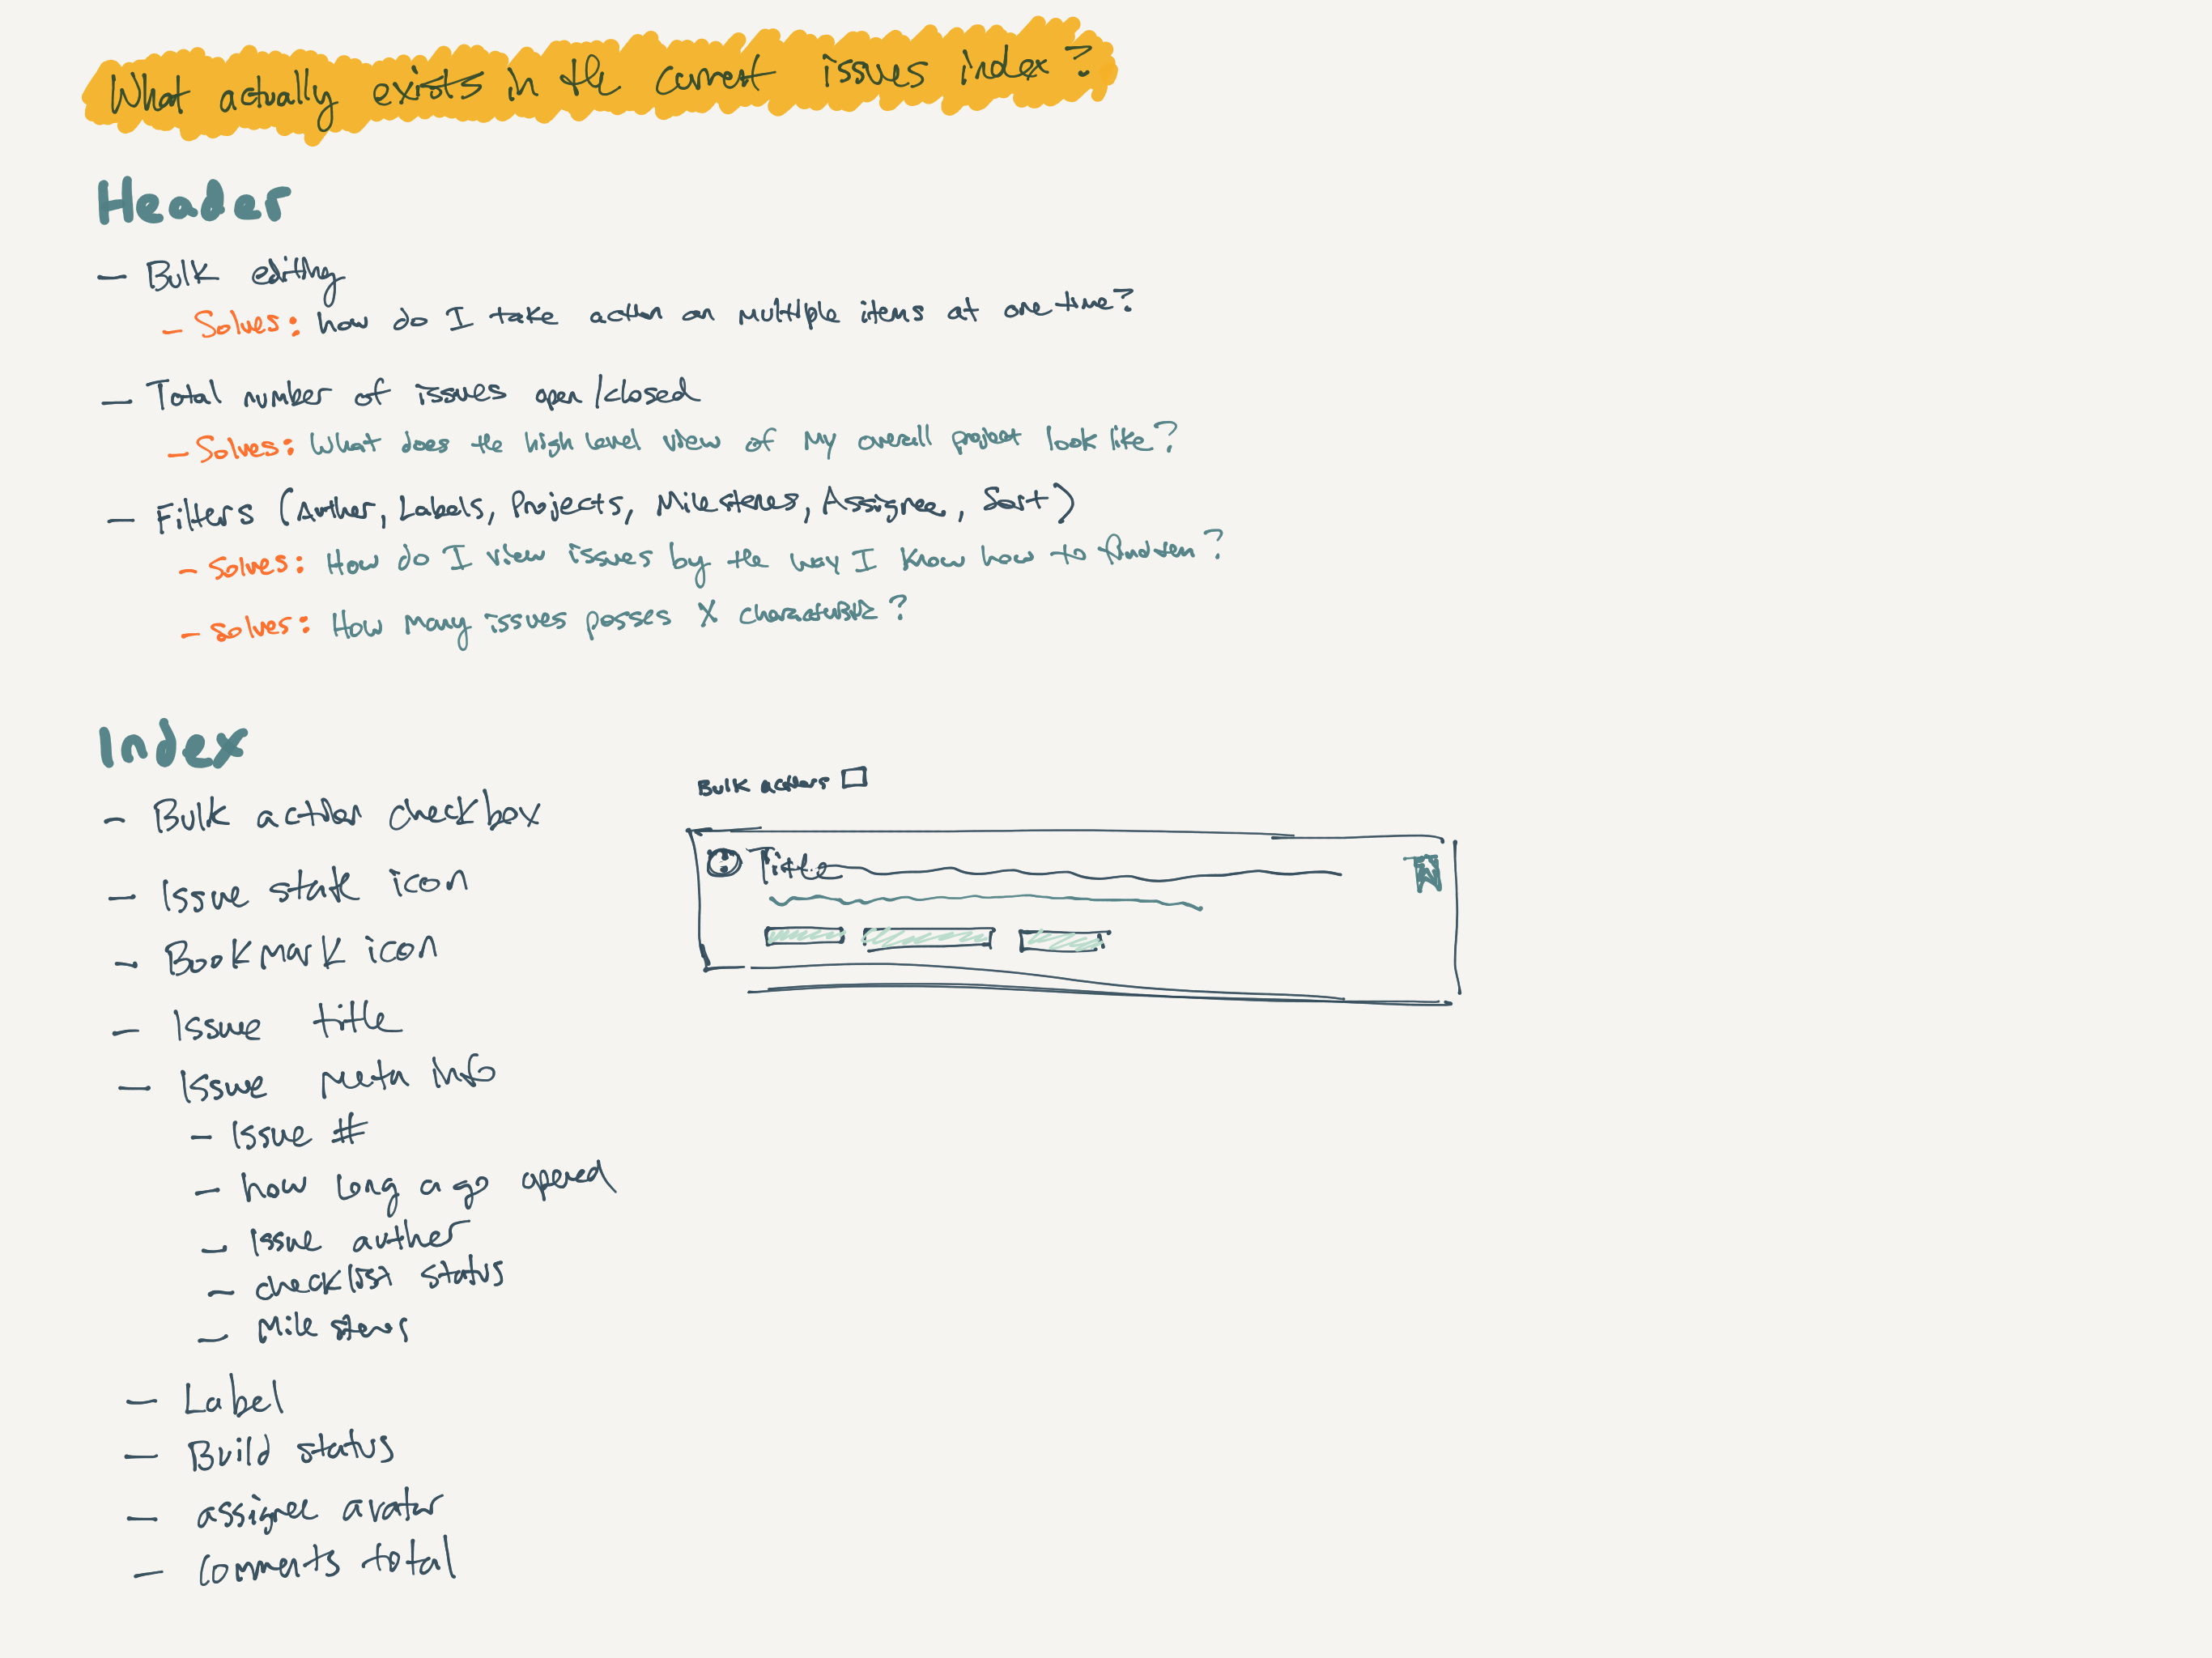 What actually exists in the current issues index?
Header
- Bulk editing
- Solves: how do I take action on multiple items at one time?
- Total number of issues open/closed
- Solves: What does the high level view of my overall project look like?
- Filters (Author, Labels, Projects, Milestones, Assignee, Sort)
- Solves: How do I view issues by the way I know how to find them?
- Solves: How many issues posses X characteristic?
Index
- Bulk action checkbox
- Issue state icon
- Bookmark icon
- Issue title
- Issue meta info
- Issue #
- how long ago opened
- Issue author
- checklist status
- Milestones
- Label
- Build status
- assignee avatar
- Comments total
Bulk actions
Title